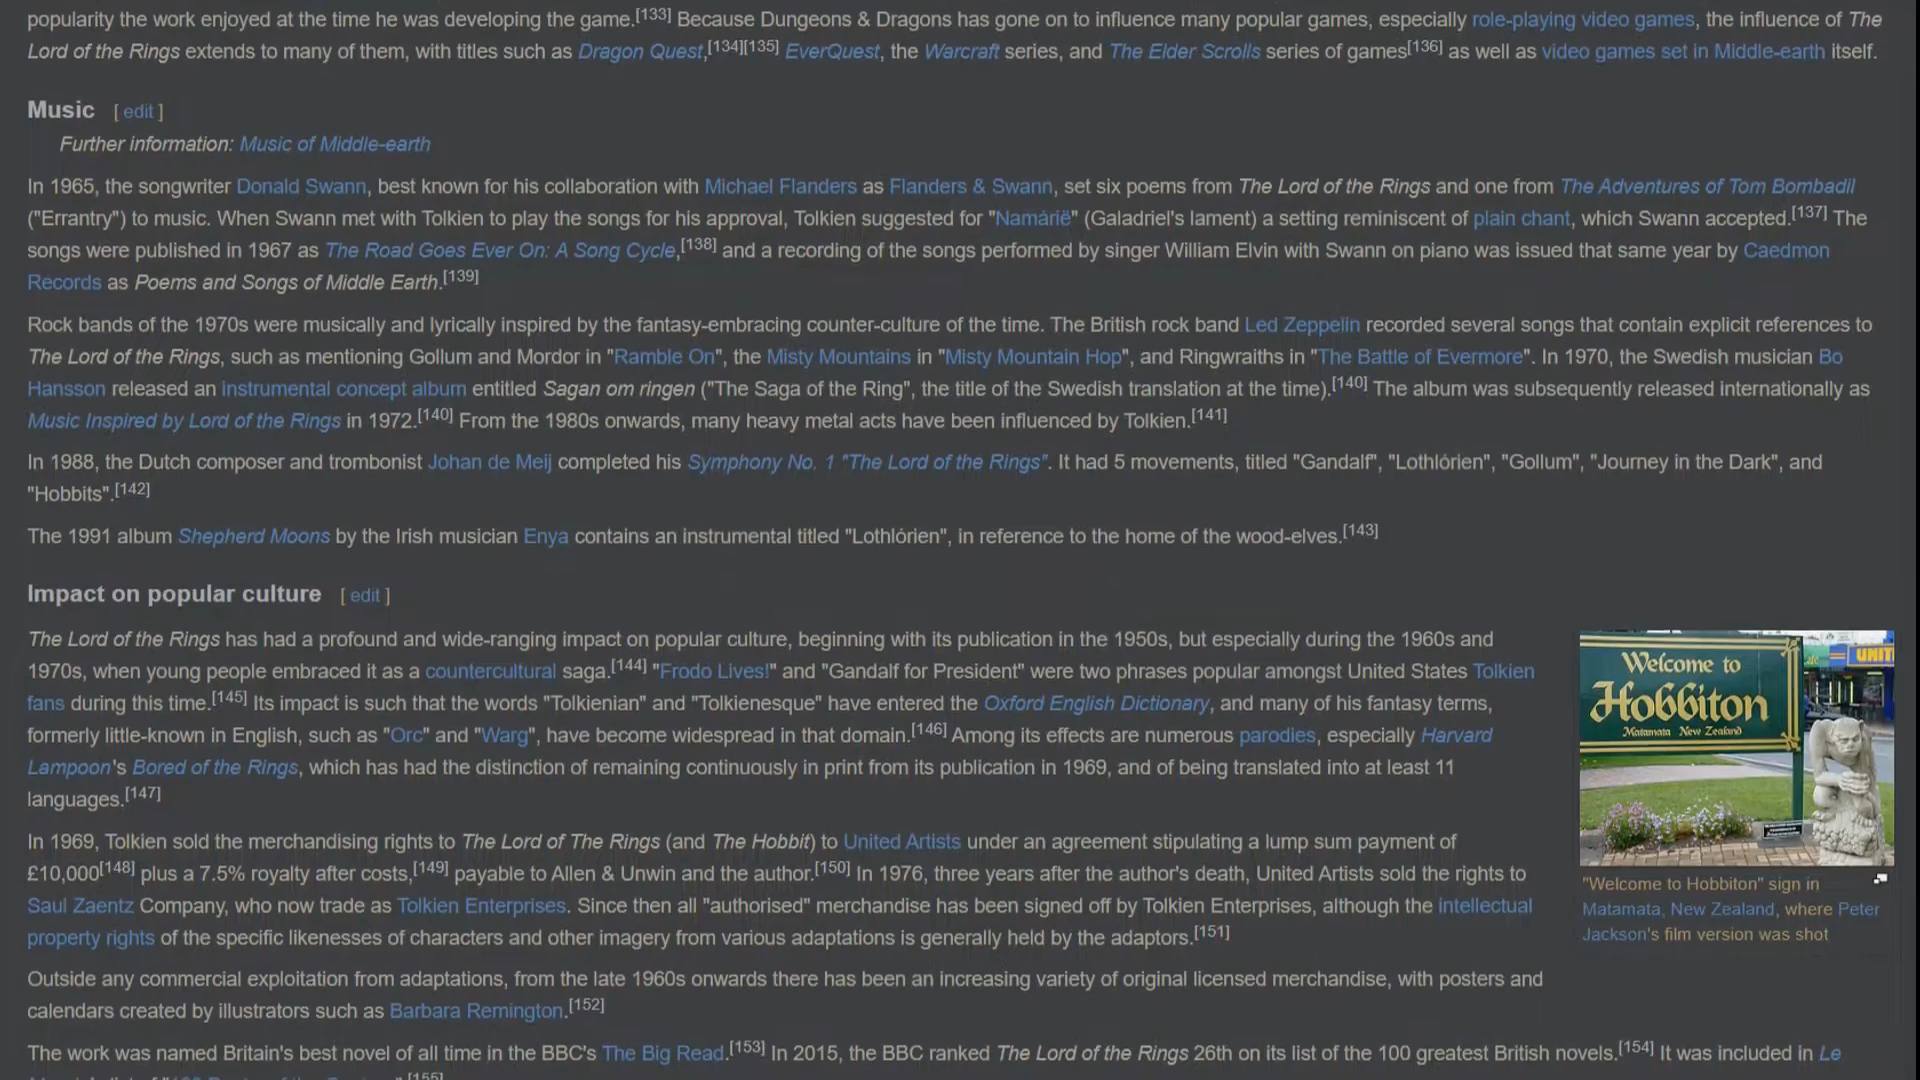 popularity the work enjoyed at the time he was developing the game.[133] Because Dungeons & Dragons has gone on to influence many popular games, especially role-playing video games, the influence of The
Lord of the Rings extends to many of them, with titles such as Dragon Quest,[134][135] EverQuest, the Warcraft series, and The Elder Scrolls series of games[136] as well as video games set in Middle-earth itself.
Music [ edit ]
Further information: Music of Middle-earth
In 1965, the songwriter Donald Swann, best known for his collaboration with Michael Flanders as Flanders & Swann, set six poems from The Lord of the Rings and one from The Adventures of Tom Bombadil
("Errantry") to music. When Swann met with Tolkien to play the songs for his approval, Tolkien suggested for "Namárië" (Galadriel's lament) a setting reminiscent of plain chant, which Swann accepted.[137] The
songs were published in 1967 as The Road Goes Ever On: A Song Cycle,[138] and a recording of the songs performed by singer William Elvin with Swann on piano was issued that same year by Caedmon
Records as Poems and Songs of Middle Earth.[139]
Rock bands of the 1970s were musically and lyrically inspired by the fantasy-embracing counter-culture of the time. The British rock band Led Zeppelin recorded several songs that contain explicit references to
The Lord of the Rings, such as mentioning Gollum and Mordor in "Ramble On", the Misty Mountains in "Misty Mountain Hop", and Ringwraiths in "The Battle of Evermore". In 1970, the Swedish musician Bo
Hansson released an instrumental concept album entitled Sagan om ringen ("The Saga of the Ring", the title of the Swedish translation at the time).[140] The album was subsequently released internationally as
Music Inspired by Lord of the Rings in 1972.[140] From the 1980s onwards, many heavy metal acts have been influenced by Tolkien.[141]
In 1988, the Dutch composer and trombonist Johan de Meij completed his Symphony No. 1 "The Lord of the Rings". It had 5 movements, titled "Gandalf", "Lothlórien", "Gollum", "Journey in the Dark", and
"Hobbits".[142]
The 1991 album Shepherd Moons by the Irish musician Enya contains an instrumental titled "Lothlórien", in reference to the home of the wood-elves.[143]
Impact on popular culture [ edit ]
The Lord of the Rings has had a profound and wide-ranging impact on popular culture, beginning with its publication in the 1950s, but especially during the 1960s and
1970s, when young people embraced it as a countercultural saga.[144] "Frodo Lives!" and "Gandalf for President" were two phrases popular amongst United States Tolkien
fans during this time.[145] Its impact is such that the words "Tolkienian" and "Tolkienesque" have entered the Oxford English Dictionary, and many of his fantasy terms,
formerly little-known in English, such as "Orc" and "Warg", have become widespread in that domain.[146] Among its effects are numerous parodies, especially Harvard
Lampoon's Bored of the Rings, which has had the distinction of remaining continuously in print from its publication in 1969, and of being translated into at least 11
languages.[147]
In 1969, Tolkien sold the merchandising rights to The Lord of The Rings (and The Hobbit) to United Artists under an agreement stipulating a lump sum payment of
£10,000[148] plus a 7.5% royalty after costs,[149] payable to Allen & Unwin and the author.[150] In 1976, three years after the author's death, United Artists sold the rights to
Saul Zaentz Company, who now trade as Tolkien Enterprises. Since then all "authorised" merchandise has been signed off by Tolkien Enterprises, although the intellectual
property rights of the specific likenesses of characters and other imagery from various adaptations is generally held by the adaptors.[151]
Outside any commercial exploitation from adaptations, from the late 1960s onwards there has been an increasing variety of original licensed merchandise, with posters and
calendars created by illustrators such as Barbara Remington.[152]
The work was named Britain's best novel of all time in the BBC's The Big Read.[153] In 2015, the BBC ranked The Lord of the Rings 26th on its list of the 100 greatest British novels.[154] It was included in Le
[155]
Welcome to
Hobbiton
Matamata New Zealand
UNIT
"Welcome to Hobbiton" sign in
Matamata, New Zealand, where Peter
Jackson's film version was shot